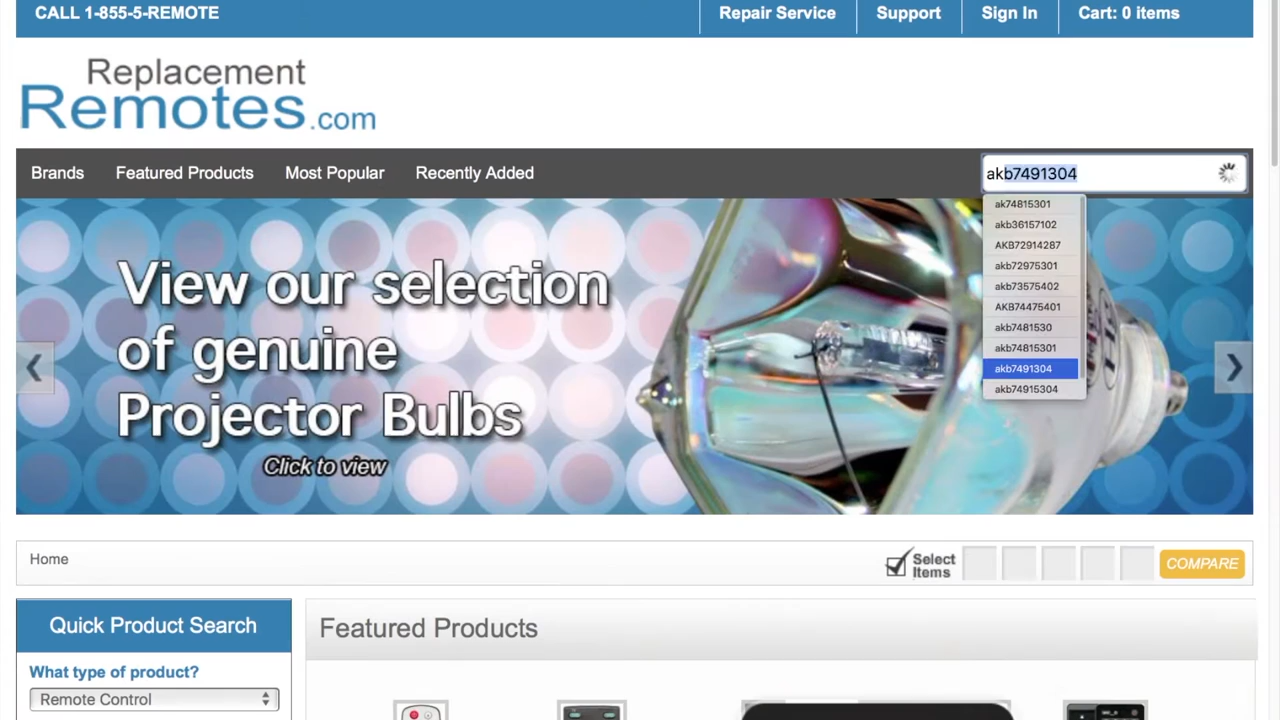 CALL 1-855-5-REMOTE
Repair Service
Support
Sign In
Cart: 0 items
Replacement
Remotes.com
Brands
Featured Products
Most Popular
Recently Added
akb7491304
ak74815301
akb36157102
AKB72914287
akb72975301
akb73575402
AKB74475401
akb7481530
akb74815301
akb7491304
akb74915304
View our selection
of genuine
Projector Bulbs
Click to view
Home
Select
Items
COMPARE
Quick Product Search
Featured Products
What type of product?
Remote Control